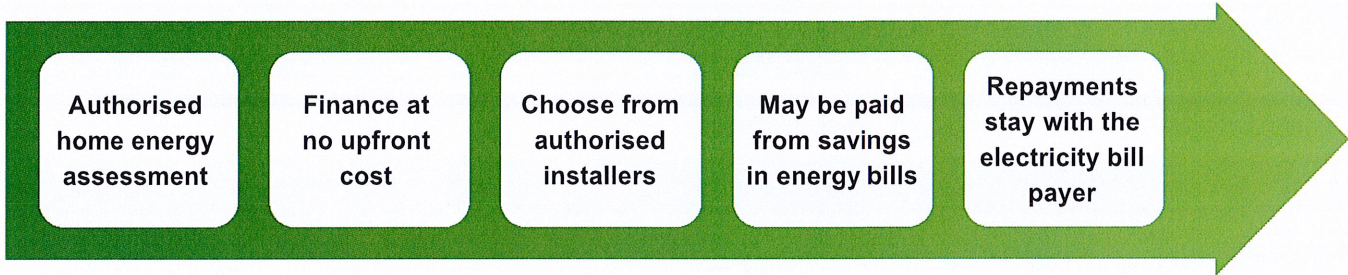 Authorised
home energy
assessment
Finance at
no upfront
cost
Choose from
authorised
installers
May be paid
from savings
in energy bills
Repayments
stay with the
electricity bill
payer